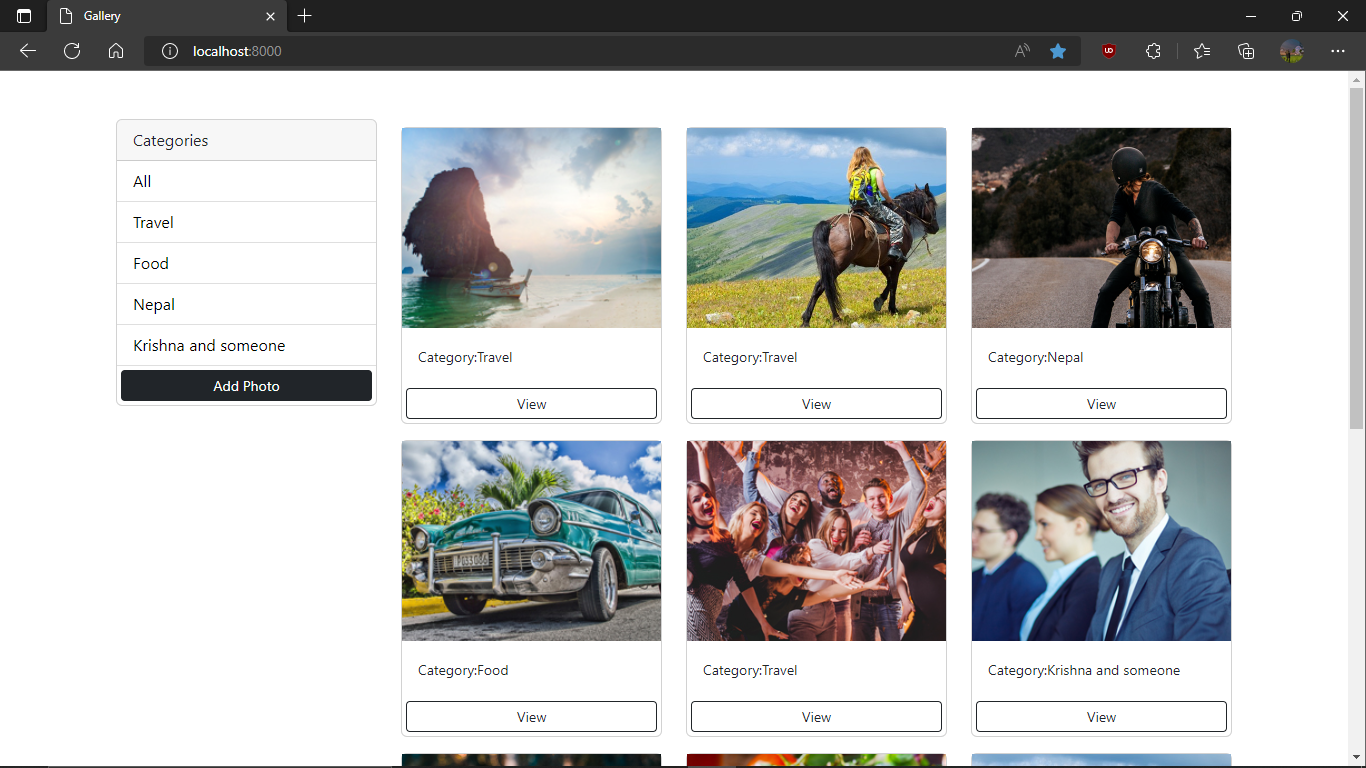 Gallery
localhost:8000
Categories
All
Travel
Food
Nepal
Krishna and someone
Add Photo
Category:Travel
View
Category:Travel
View
Category:Nepal
View
Category:Food
View
Category:Travel
View
Category:Krishna and someone
View